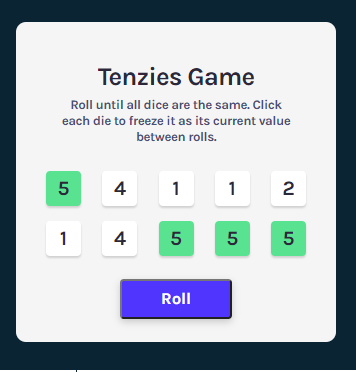 Tenzies Game
Roll until all dice are the same. Click
each die to freeze it as its current value
between rolls.
5 4 1 1 2
1 4 5 5 5
Roll